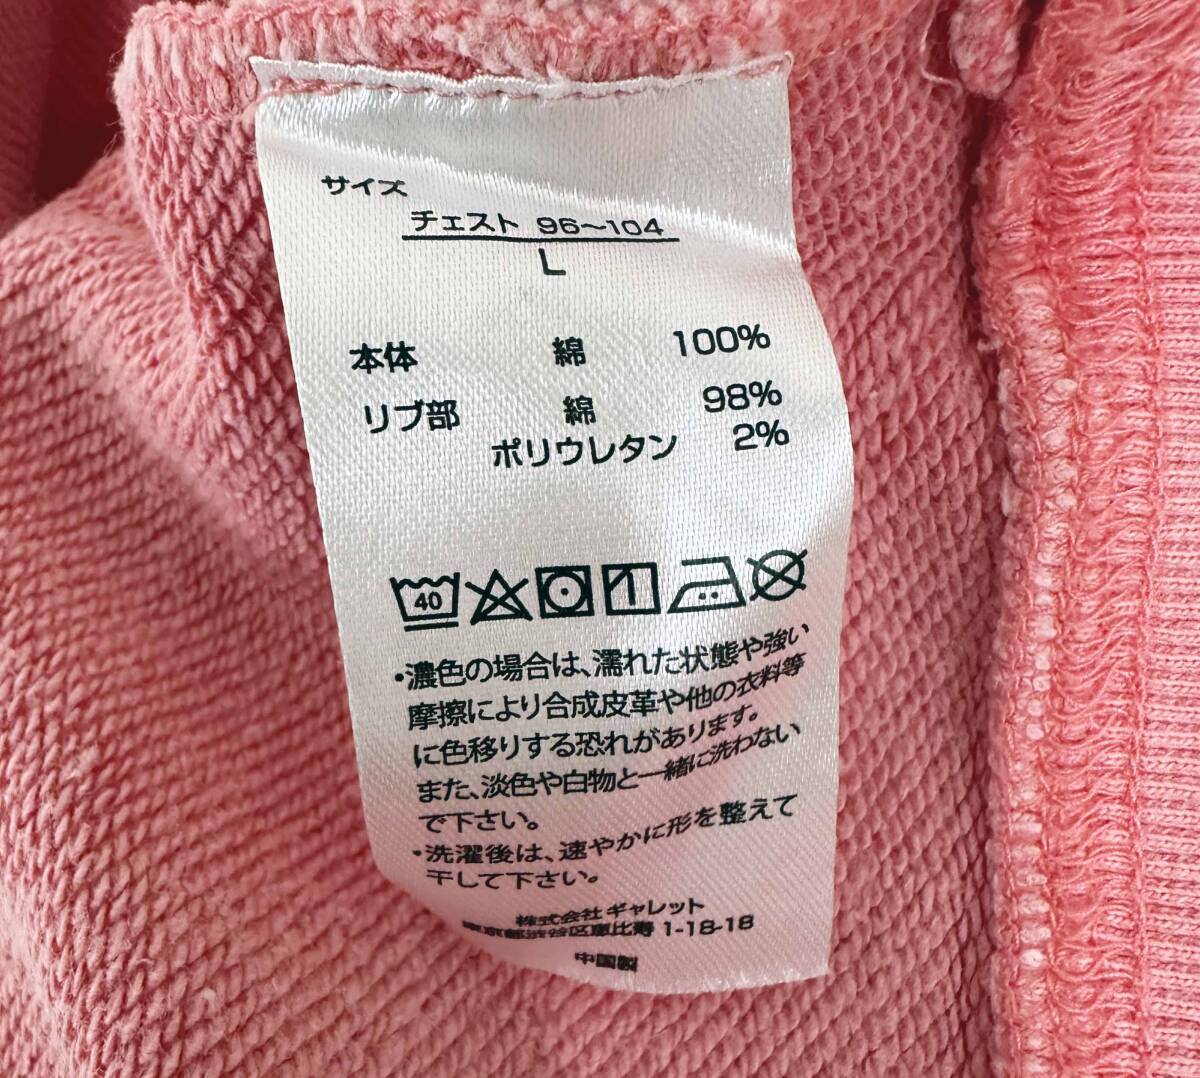 サイズ
チェスト 96〜104
L
本体 綿 100%
リブ部 綿 98%
ポリウレタン 2%
40
・濃色の場合は、濡れた状態や強い
摩擦により合成皮革や他の衣料等
に色移りする恐れがあります。
また、淡色や白物と一緒に洗わない
で下さい。
・洗濯後は、速やかに形を整えて
干して下さい。
株式会社 ギャレット
東京都渋谷区恵比寿 1-18-18
中国製